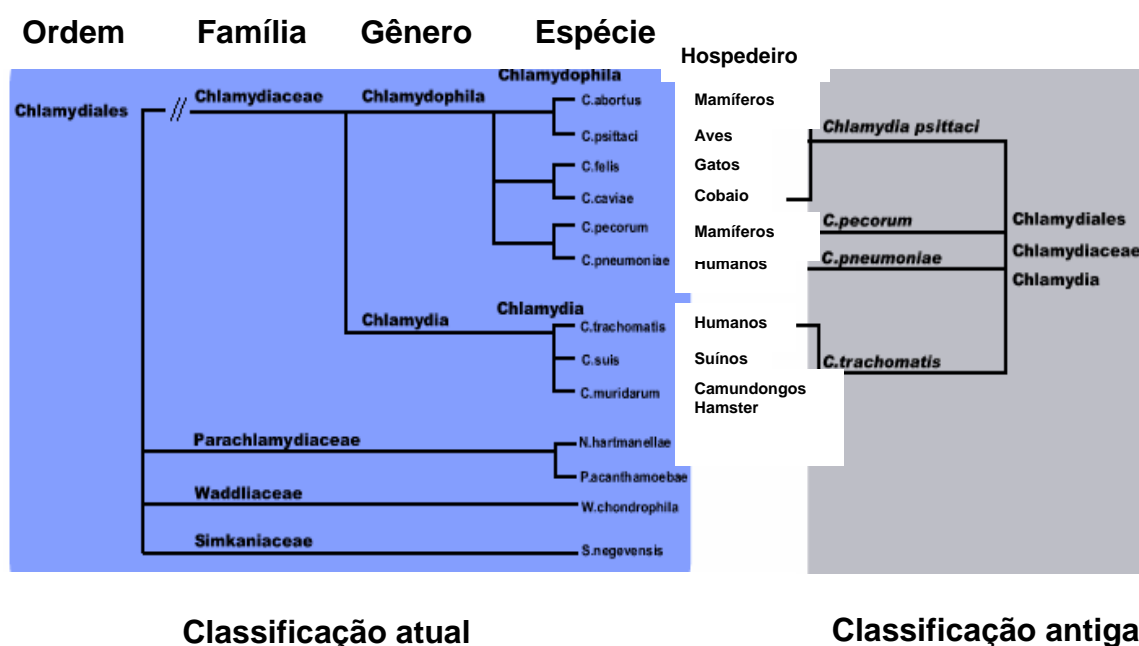 Ordem Família Gênero Espécie
Hospedeiro
Chlamydophila
Chlamydiales Chlamydiaceae Chlamydophila
C.abortus Mamíferos
C.psittaci Aves Chlamydia psittaci
C.felis Gatos
C.caviae Cobaio
C.pecorum Mamíferos C.pecorum Chlamydiales
C.pneumoniae Humanos C.pneumoniae Chlamydiaceae
Chlamydia
Chlamydia
Chlamydia C.trachomatis Humanos
C.suis Suínos C.trachomatis
C.muridarum Camundongos
Hamster
Parachlamydiaceae N.hartmanellae
P.acanthamoebae
Waddliaceae W.chondrophila
Simkaniaceae S.negevensis
Classificação atual Classificação antiga